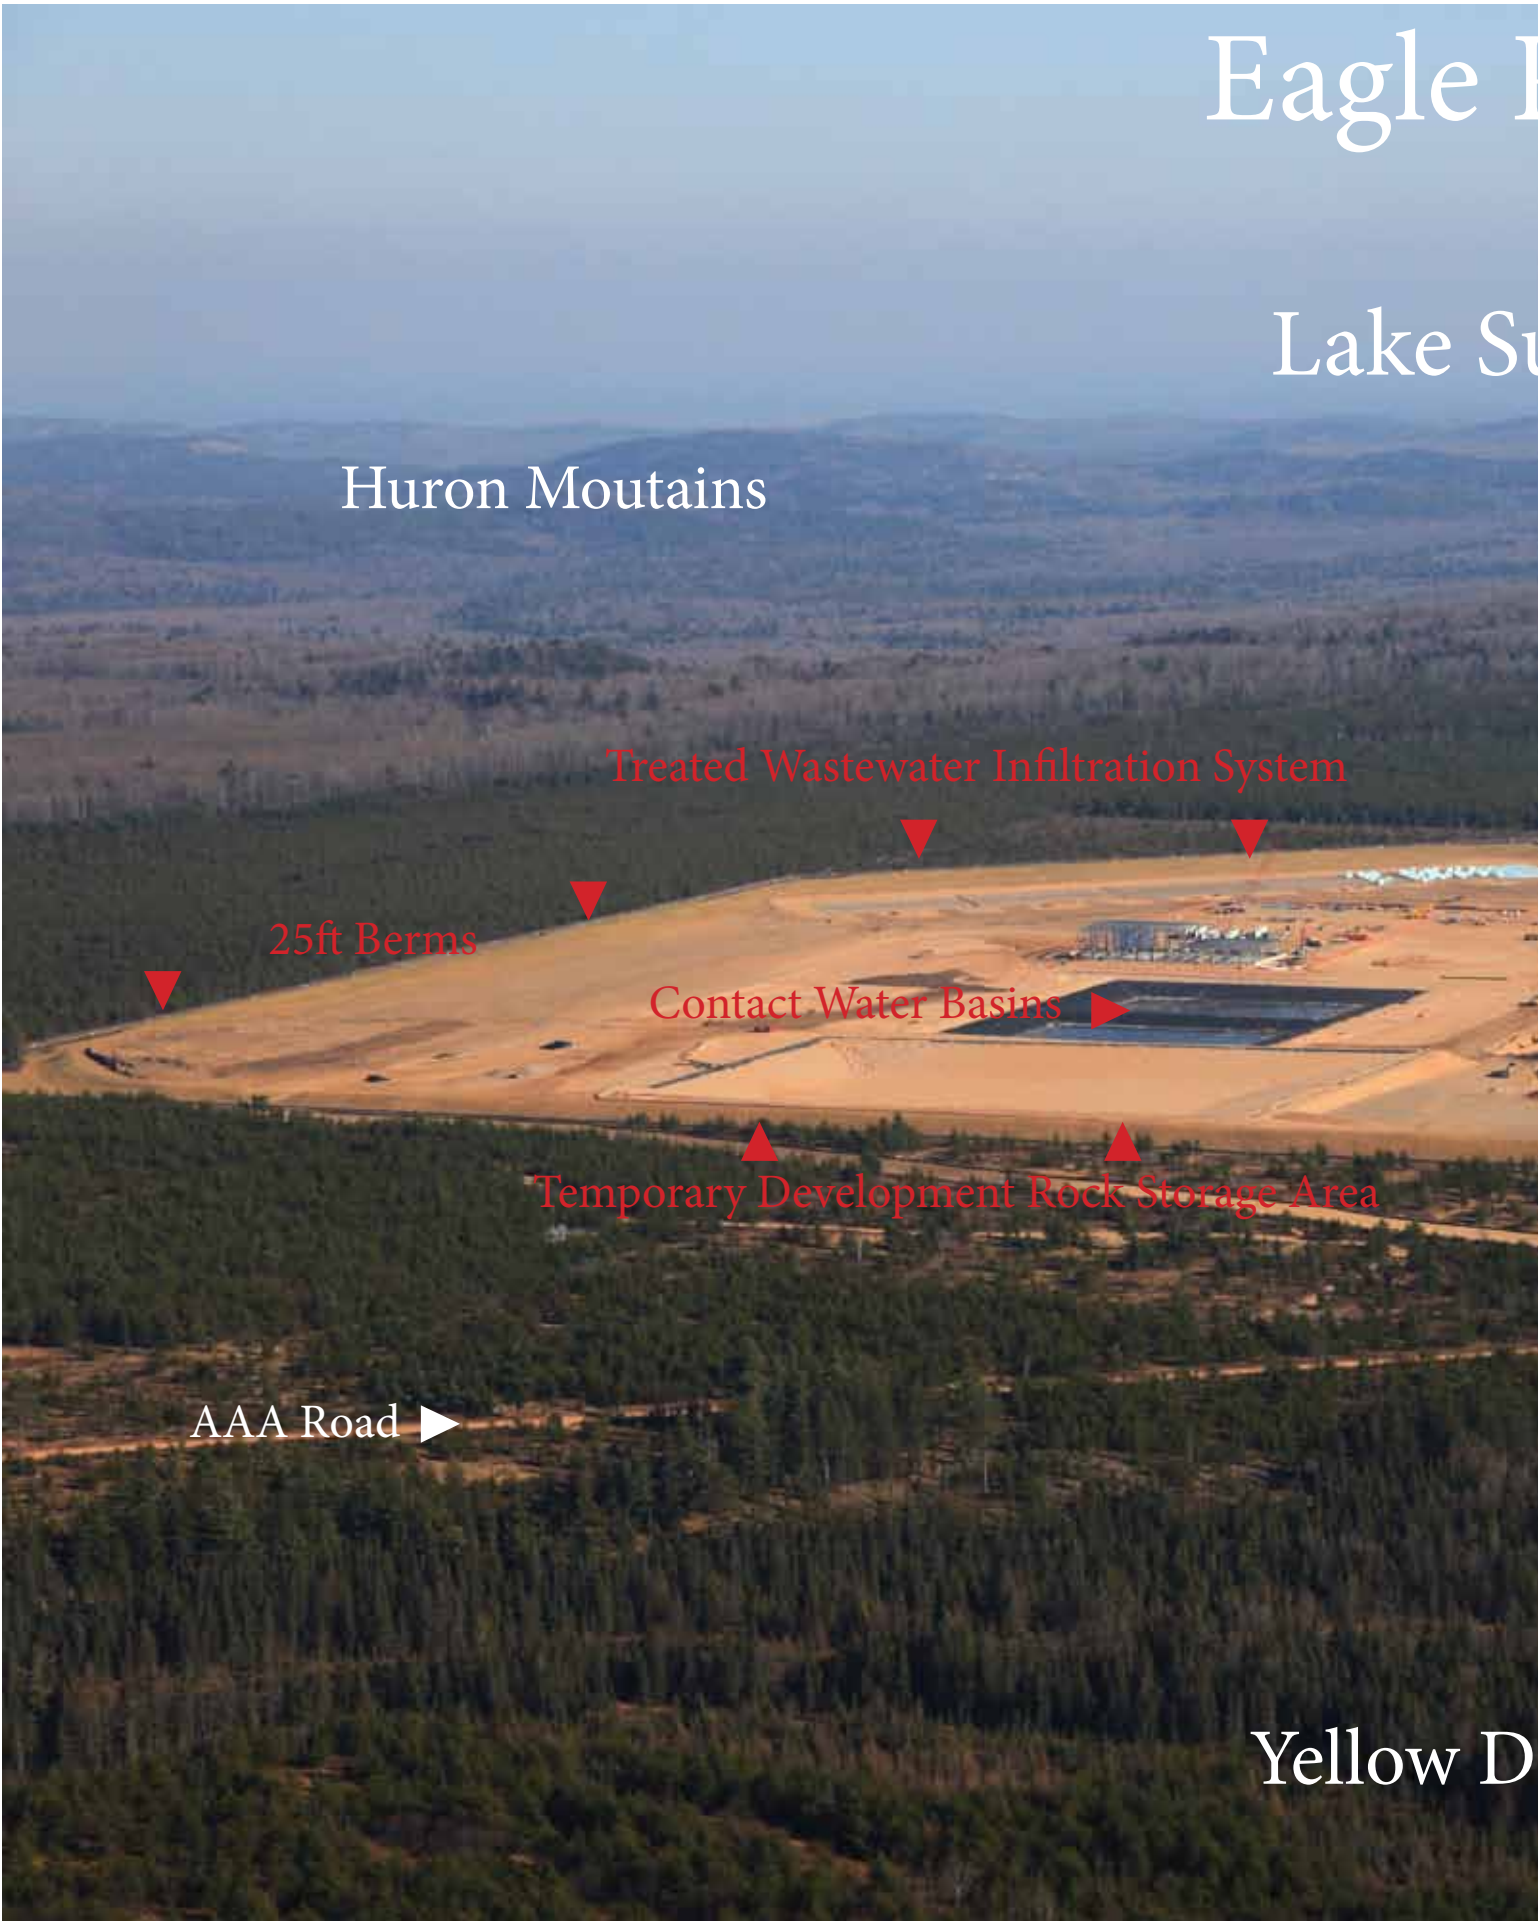 Eagle
Lake Su
Huron Moutains
Treated Wastewater Infiltration System
25ft Berms
Contact Water Basins
Temporary Development Rock Storage Area
AAA Road
Yellow D